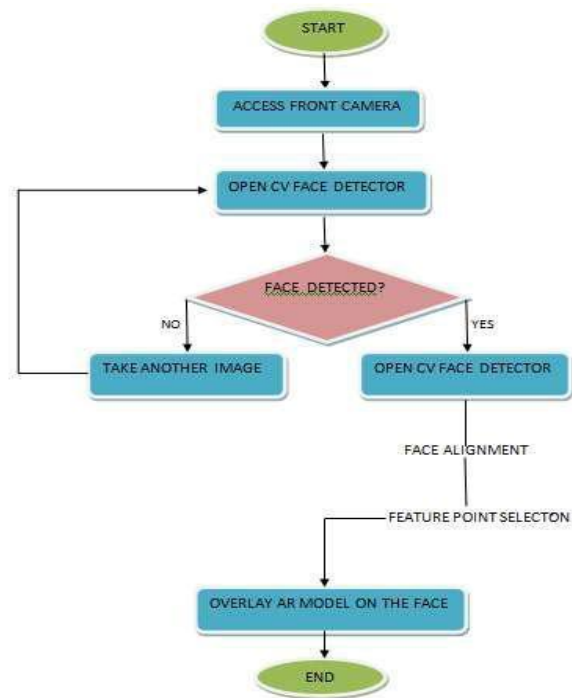 START
ACCESS FRONT CAMERA
OPEN CV FACE DETECTOR
FACE DETECTED?
NO
YES
TAKE ANOTHER IMAGE
OPEN CV FACE DETECTOR
FACE ALIGNMENT
FEATURE POINT SELECTON
OVERLAY AR MODEL ON THE FACE
END